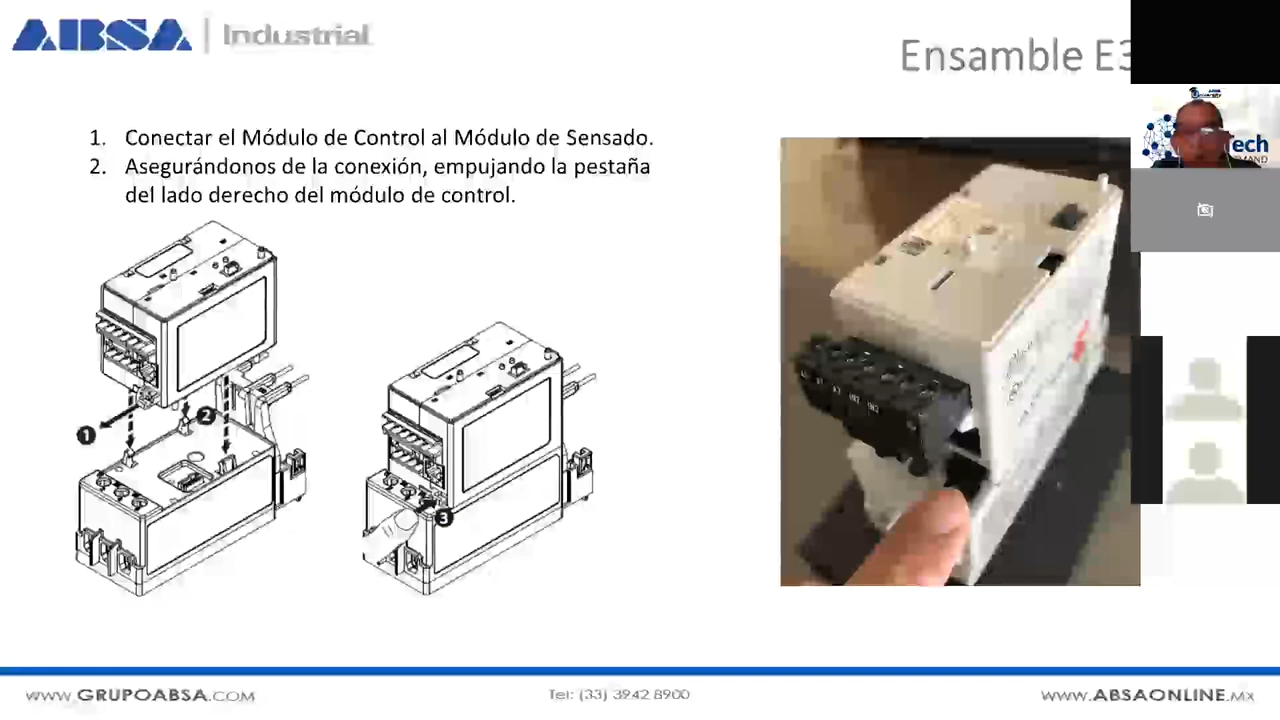 ABSA | Industrial
Ensamble E3
1. Conectar el Módulo de Control al Módulo de Sensado.
2. Asegurándonos de la conexión, empujando la pestaña
del lado derecho del módulo de control.
ech
1
2
3
WWW.GRUPOABSA.COM
Tel: (33) 3942 8900
WWW.ABSAONLINE.MX